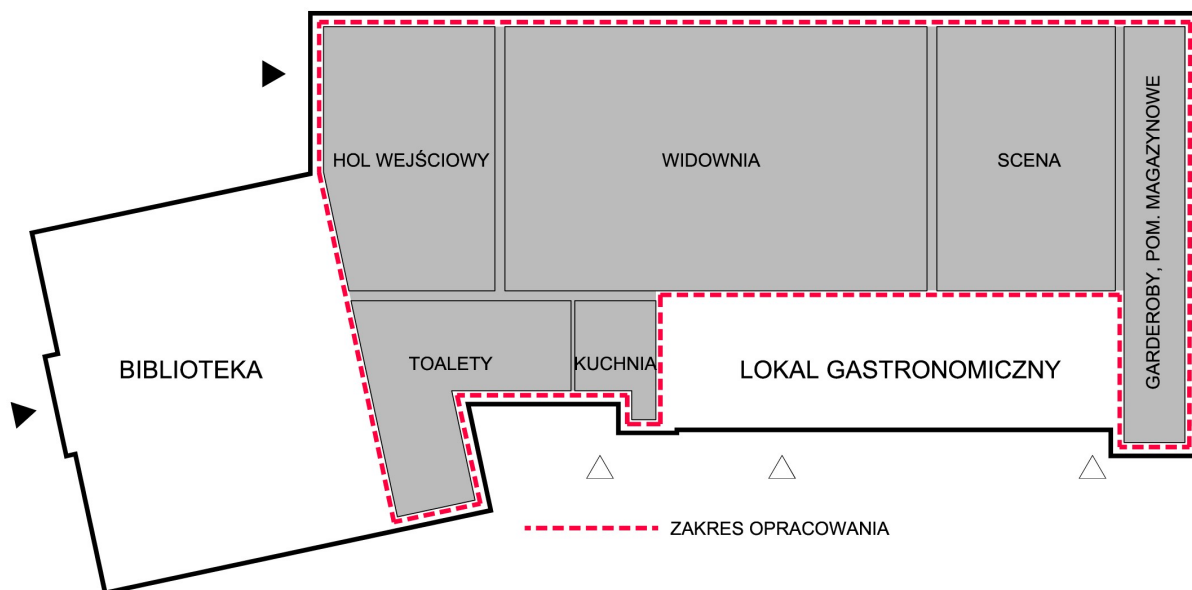 HOL WEJŚCIOWY
WIDOWNIA
SCENA
GARDEROBY, POM. MAGAZYNOWE
BIBLIOTEKA
TOALETY
KUCHNIA
LOKAL GASTRONOMICZNY
ZAKRES OPRACOWANIA